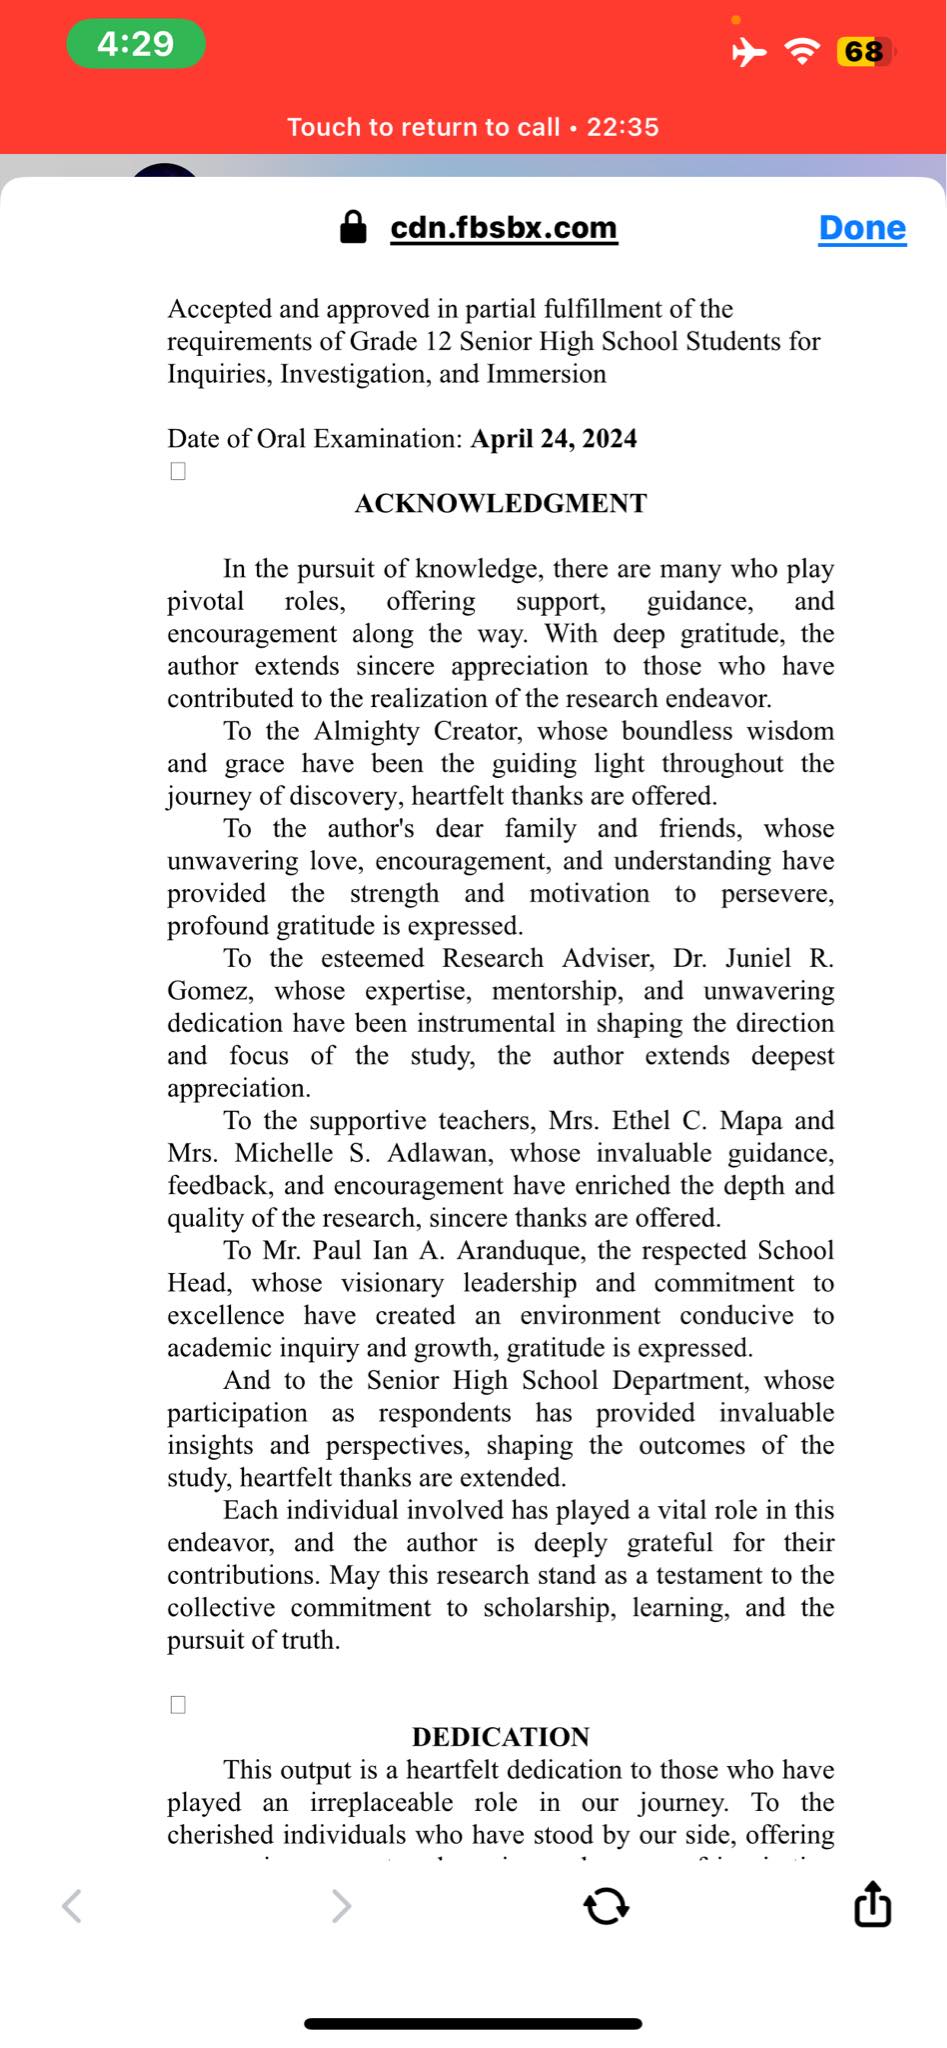 4:29
68
Touch to return to call • 22:35
cdn.fbsbx.com
Done
Accepted and approved in partial fulfillment of the
requirements of Grade 12 Senior High School Students for
Inquiries, Investigation, and Immersion
Date of Oral Examination: April 24, 2024
ACKNOWLEDGMENT
In the pursuit of knowledge, there are many who play
pivotal roles, offering support, guidance, and
encouragement along the way. With deep gratitude, the
author extends sincere appreciation to those who have
contributed to the realization of the research endeavor.
To the Almighty Creator, whose boundless wisdom
and grace have been the guiding light throughout the
journey of discovery, heartfelt thanks are offered.
To the author's dear family and friends, whose
unwavering love, encouragement, and understanding have
provided the strength and motivation to persevere,
profound gratitude is expressed.
To the esteemed Research Adviser, Dr. Juniel R.
Gomez, whose expertise, mentorship, and unwavering
dedication have been instrumental in shaping the direction
and focus of the study, the author extends deepest
appreciation.
To the supportive teachers, Mrs. Ethel C. Mapa and
Mrs. Michelle S. Adlawan, whose invaluable guidance,
feedback, and encouragement have enriched the depth and
quality of the research, sincere thanks are offered.
To Mr. Paul Ian A. Aranduque, the respected School
Head, whose visionary leadership and commitment to
excellence have created an environment conducive to
academic inquiry and growth, gratitude is expressed.
And to the Senior High School Department, whose
participation as respondents has provided invaluable
insights and perspectives, shaping the outcomes of the
study, heartfelt thanks are extended.
Each individual involved has played a vital role in this
endeavor, and the author is deeply grateful for their
contributions. May this research stand as a testament to the
collective commitment to scholarship, learning, and the
pursuit of truth.
DEDICATION
This output is a heartfelt dedication to those who have
played an irreplaceable role in our journey. To the
cherished individuals who have stood by our side, offering